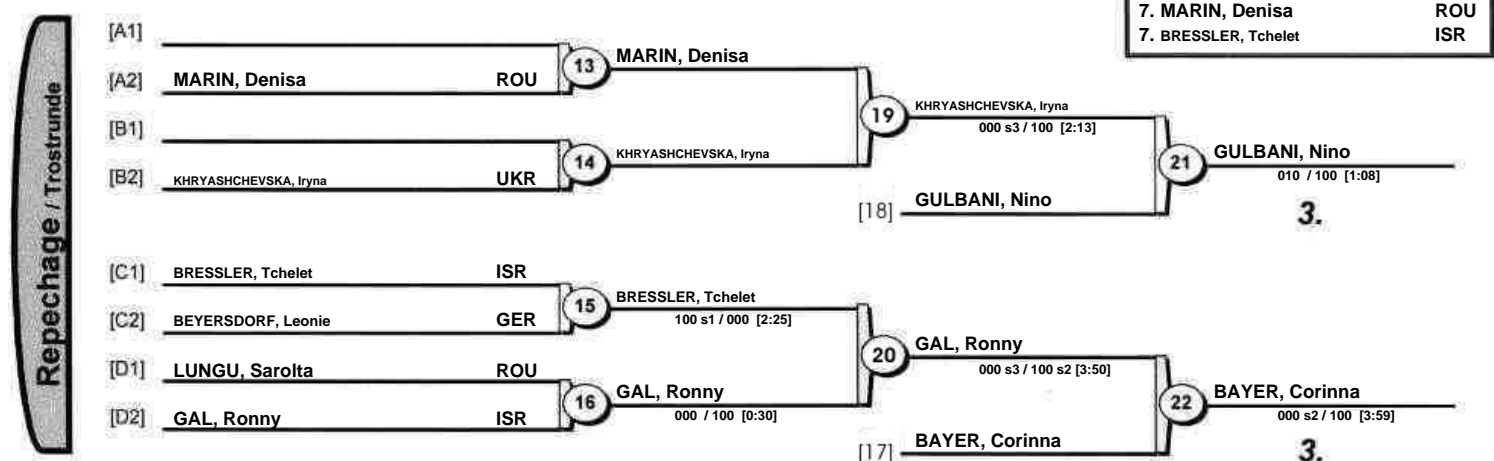 7. MARIN, Denisa ROU
7. BRESSLER, Tchelet ISR
Repechage / Trostrunde
[A1]
[A2] MARIN, Denisa ROU
13 MARIN, Denisa
[B1]
[B2] KHRYASHCHEVSKA, Iryna UKR
14 KHRYASHCHEVSKA, Iryna
19 KHRYASHCHEVSKA, Iryna
000 s3 / 100 [2:13]
[18] GULBANI, Nino
21 GULBANI, Nino
010 / 100 [1:08]
3.
[C1] BRESSLER, Tchelet ISR
[C2] BEYERSDORF, Leonie GER
15 BRESSLER, Tchelet
100 s1 / 000 [2:25]
[D1] LUNGU, Sarolta ROU
[D2] GAL, Ronny ISR
16 GAL, Ronny
000 / 100 [0:30]
20 GAL, Ronny
000 s3 / 100 s2 [3:50]
[17] BAYER, Corinna
22 BAYER, Corinna
000 s2 / 100 [3:59]
3.